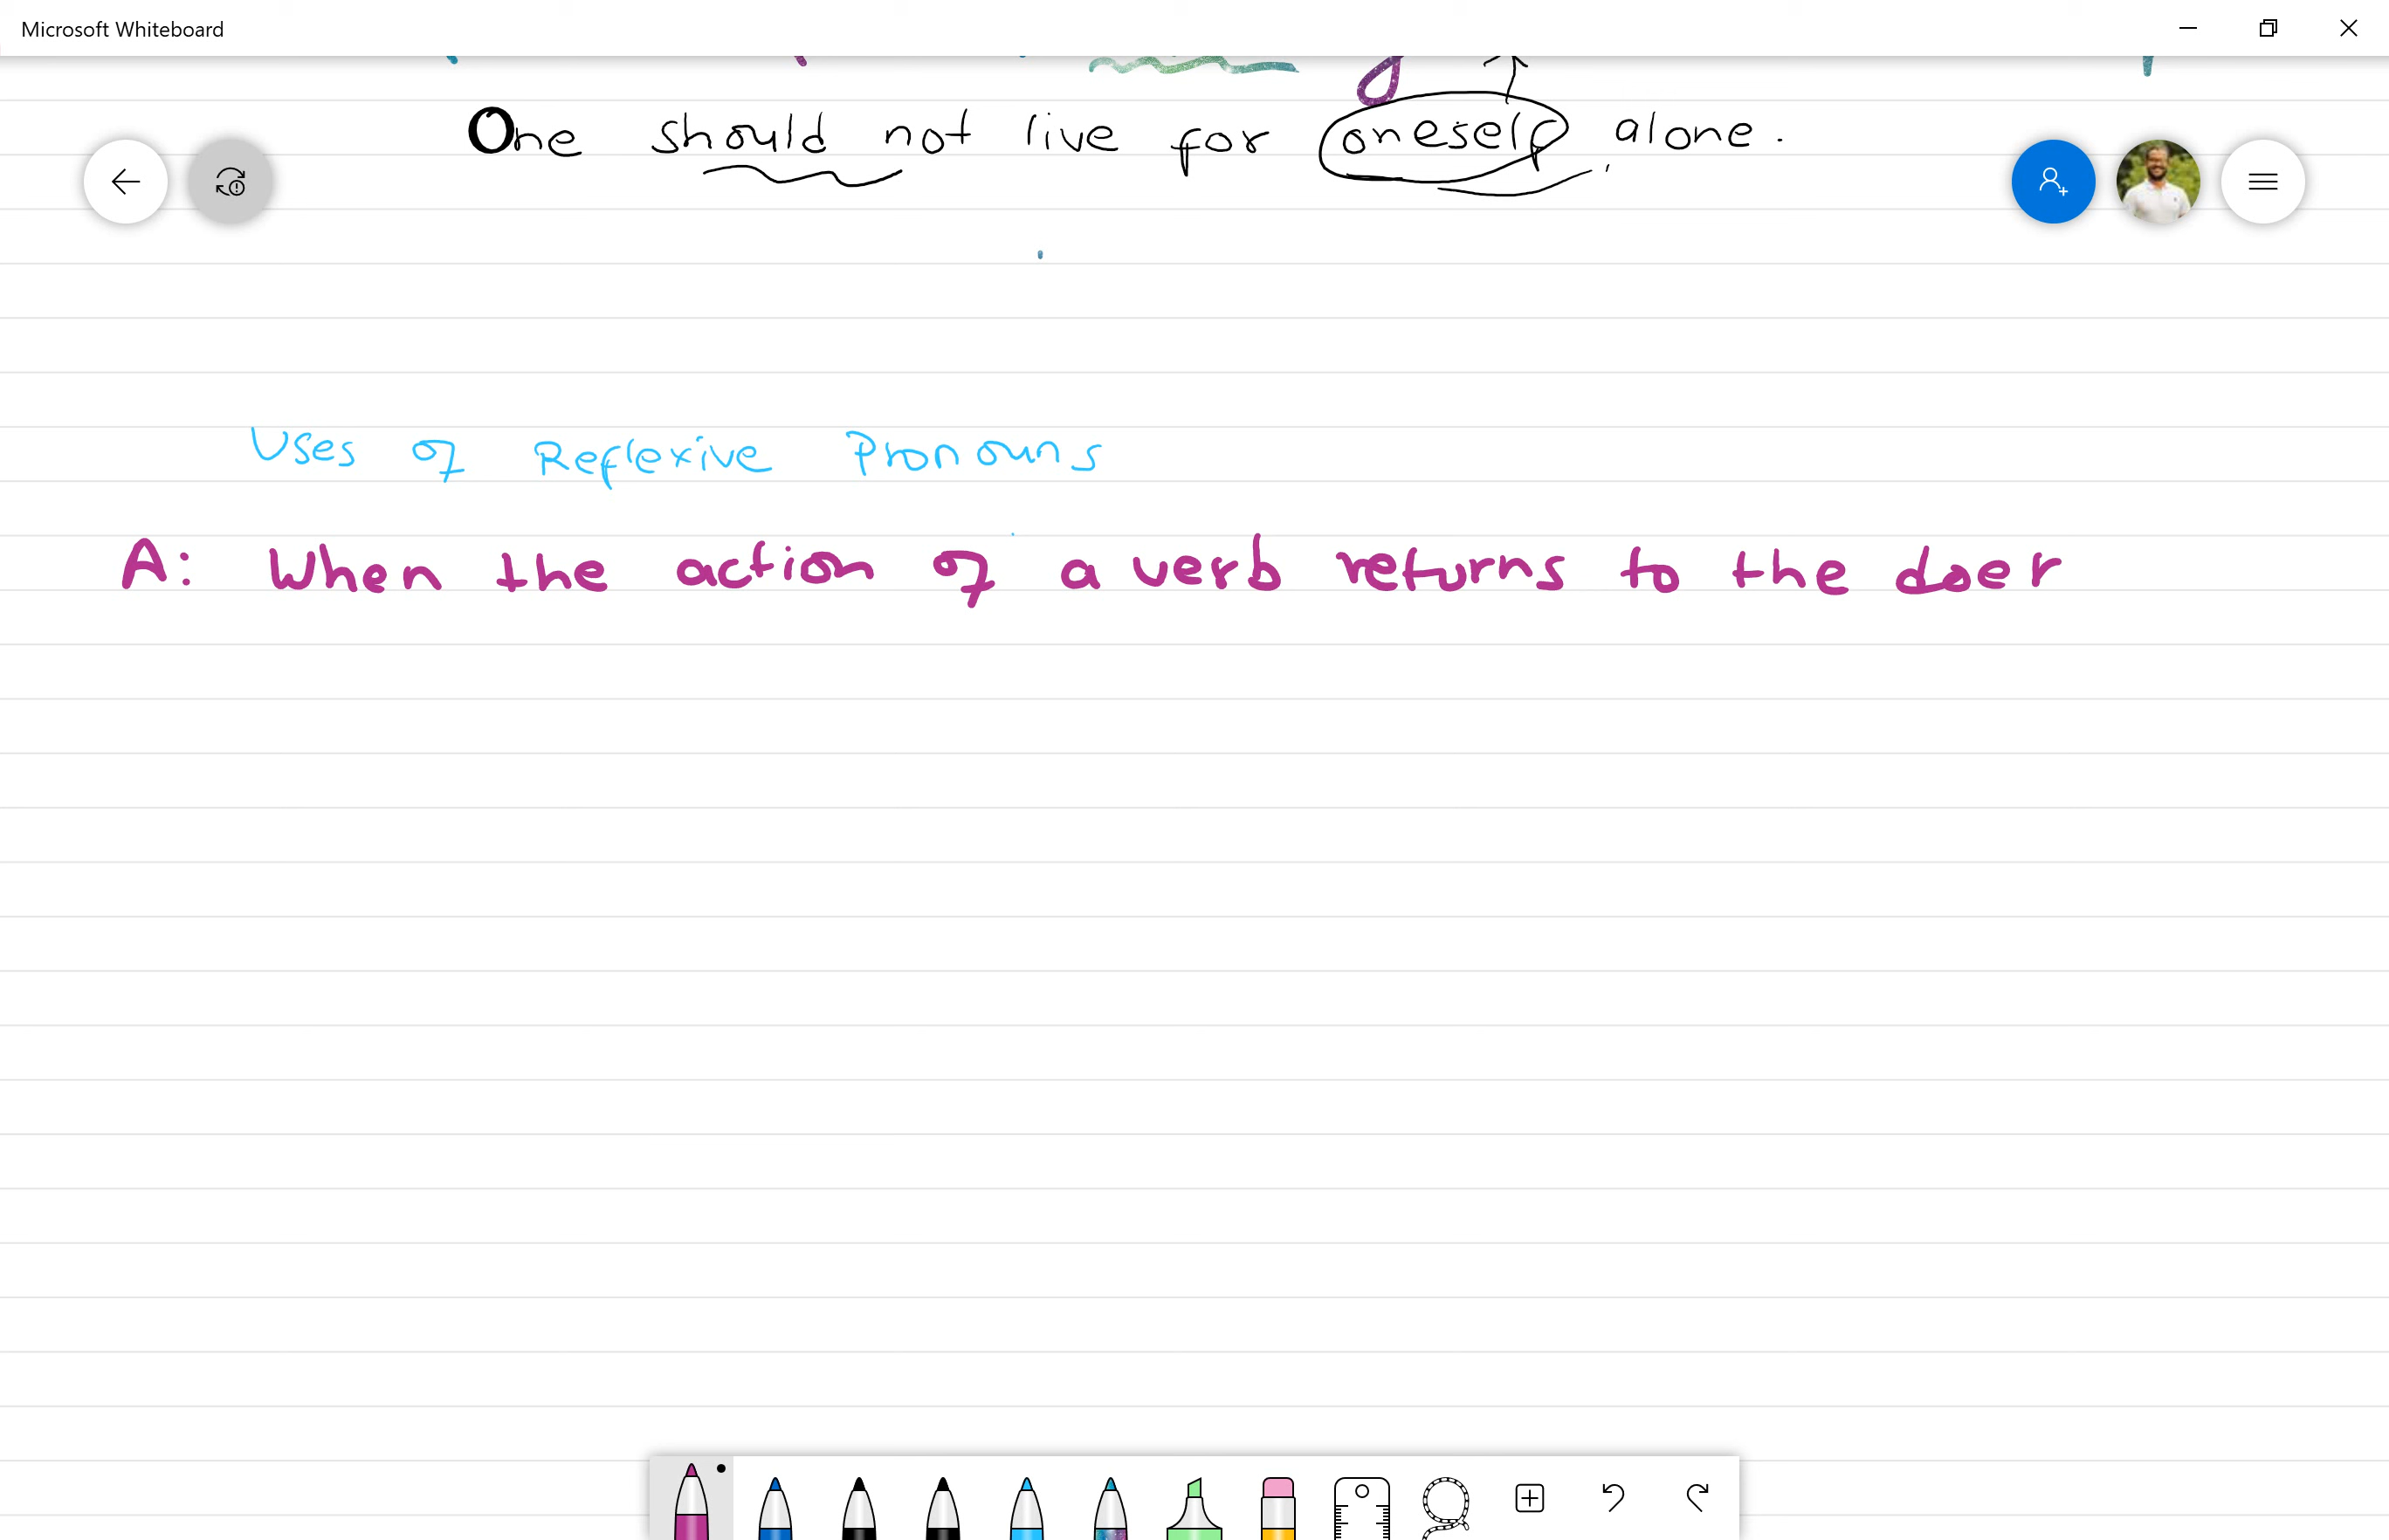 Microsoft Whiteboard
One should not live for oneself alone.
Uses of Reflexive Pronouns
A: When the action of a verb returns to the doer